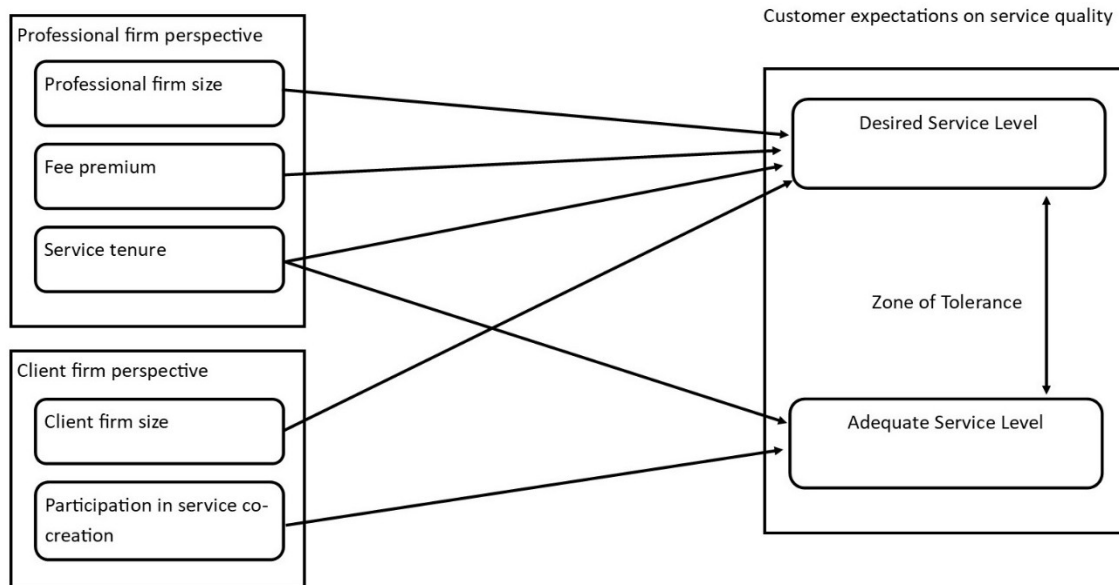 Professional firm perspective
Professional firm size
Fee premium
Service tenure
Client firm perspective
Client firm size
Participation in service co-
creation
Customer expectations on service quality
Desired Service Level
Zone of Tolerance
Adequate Service Level